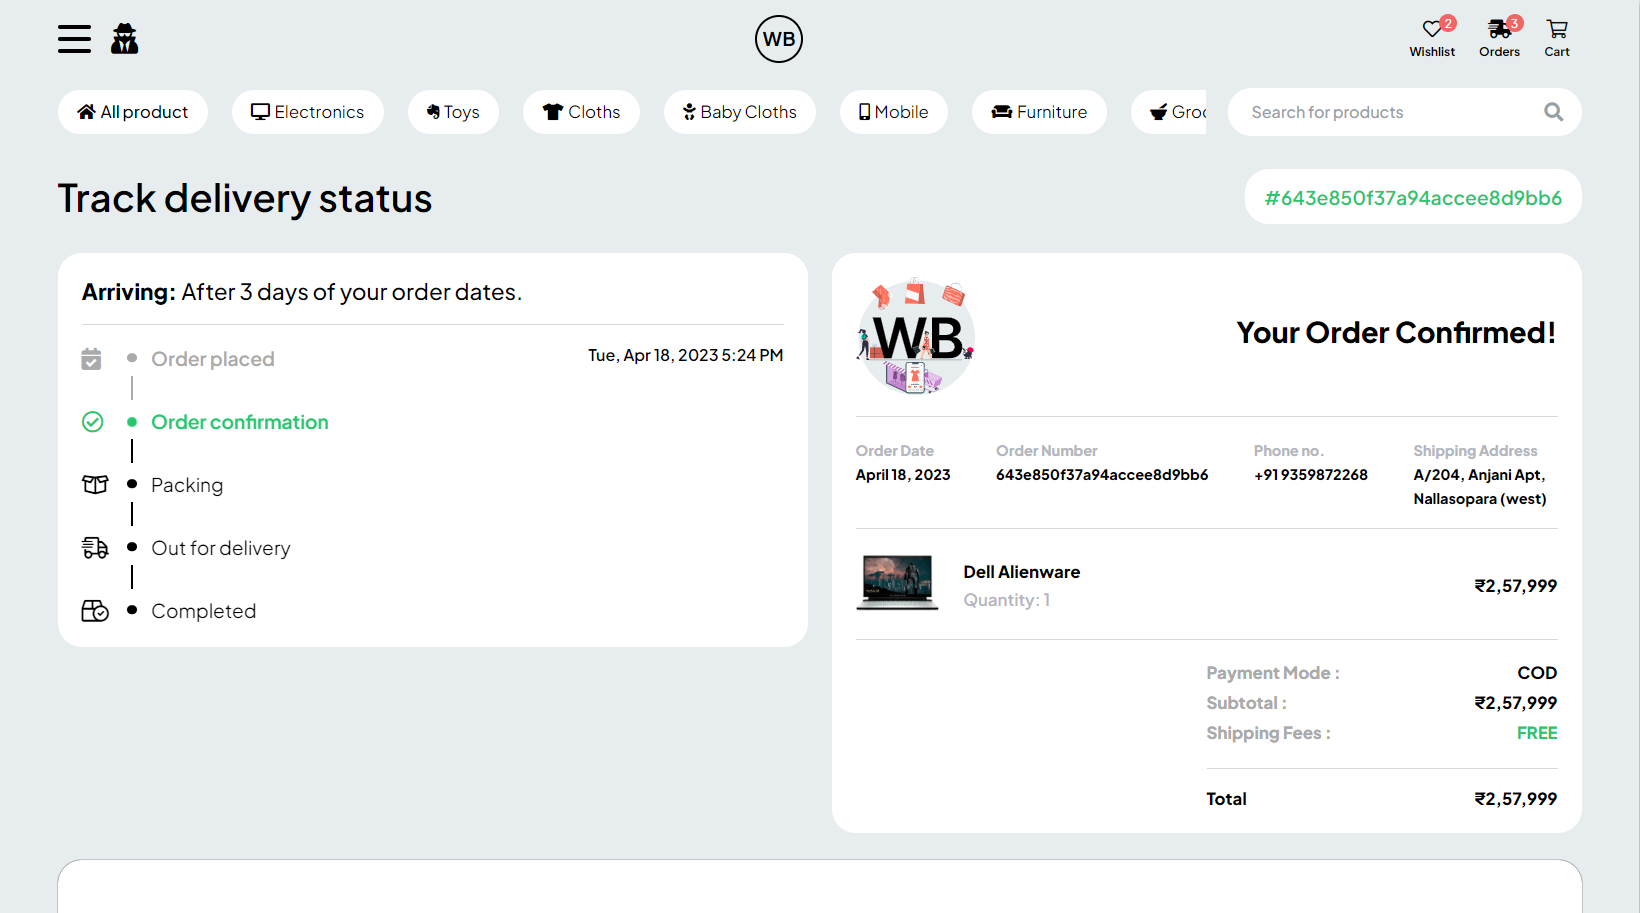 WB
2
Wishlist
3
Orders
Cart
All product
Electronics
Toys
Cloths
Baby Cloths
Mobile
Furniture
Groc
Search for products
Track delivery status
#643e850f37a94accee8d9bb6
Arriving: After 3 days of your order dates.
Order placed
Tue, Apr 18, 2023 5:24 PM
Order confirmation
Packing
Out for delivery
Completed
WB
Your Order Confirmed!
Order Date
April 18, 2023
Order Number
643e850f37a94accee8d9bb6
Phone no.
+91 9359872268
Shipping Address
A/204, Anjani Apt,
Nallasopara (west)
Dell Alienware
Quantity: 1
₹2,57,999
Payment Mode : COD
Subtotal : ₹2,57,999
Shipping Fees : FREE
Total ₹2,57,999